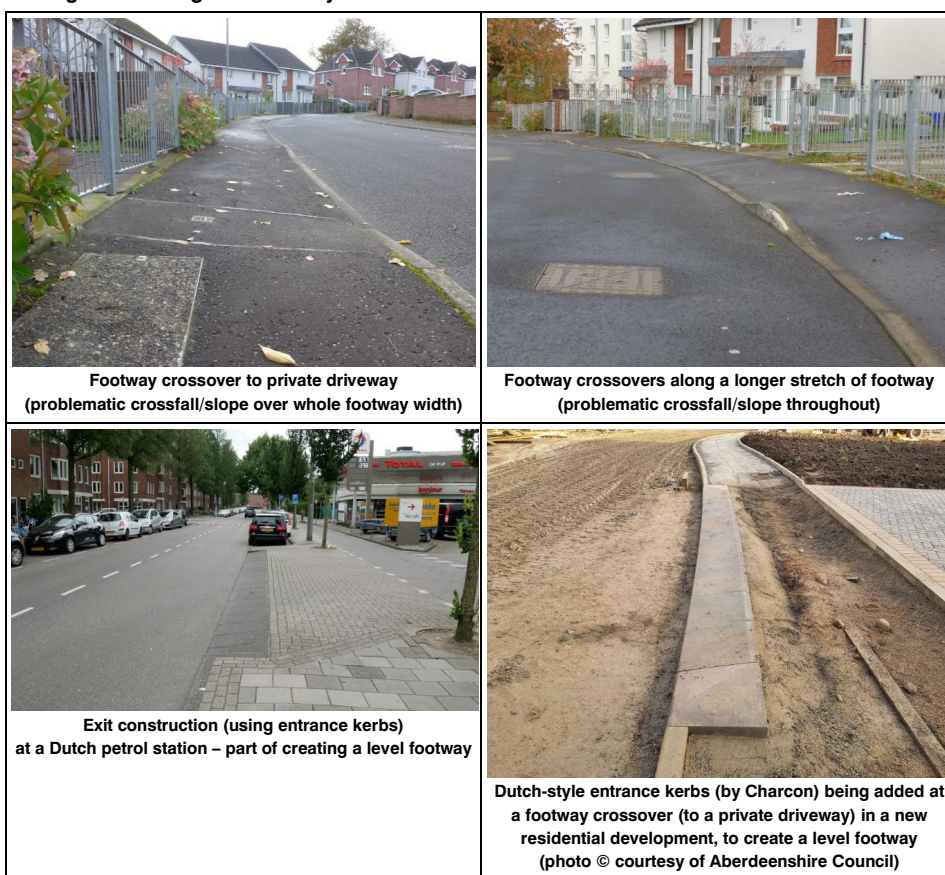 Footway crossover to private driveway
(problematic crossfall/slope over whole footway width)
Footway crossovers along a longer stretch of footway
(problematic crossfall/slope throughout)
TOTAL
DE PIJP
bonjour
TOTAL
Exit construction (using entrance kerbs)
at a Dutch petrol station – part of creating a level footway
Dutch-style entrance kerbs (by Charcon) being added at
a footway crossover (to a private driveway) in a new
residential development, to create a level footway
(photo © courtesy of Aberdeenshire Council)